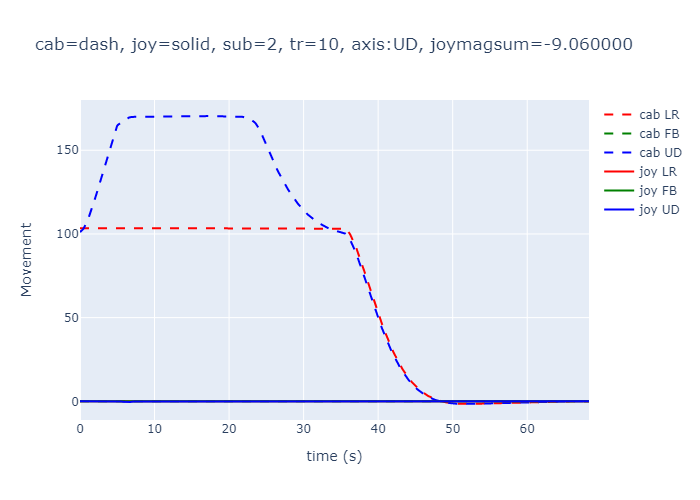 cab=dash, joy=solid, sub=2, tr=10, axis:UD, joymagsum=-9.060000
cab LR
cab FB
cab UD
joy LR
joy FB
joy UD
Movement
150
100
50
0
0 10 20 30 40 50 60
time (s)